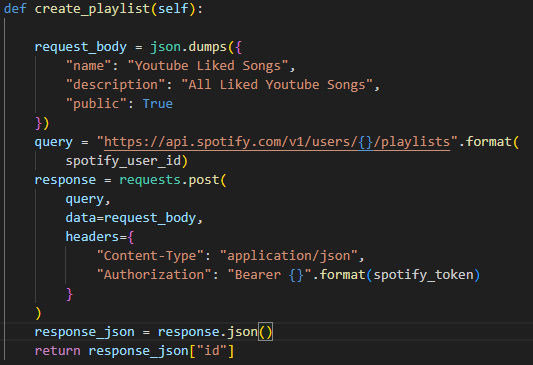 def create_playlist(self):
request_body = json.dumps({
"name": "Youtube Liked Songs",
"description": "All Liked Youtube Songs",
"public": True
})
query = "https://api.spotify.com/v1/users/{}/playlists".format(
spotify_user_id)
response = requests.post(
query,
data=request_body,
headers={
"Content-Type": "application/json",
"Authorization": "Bearer {}".format(spotify_token)
}
)
response_json = response.json()
return response_json["id"]